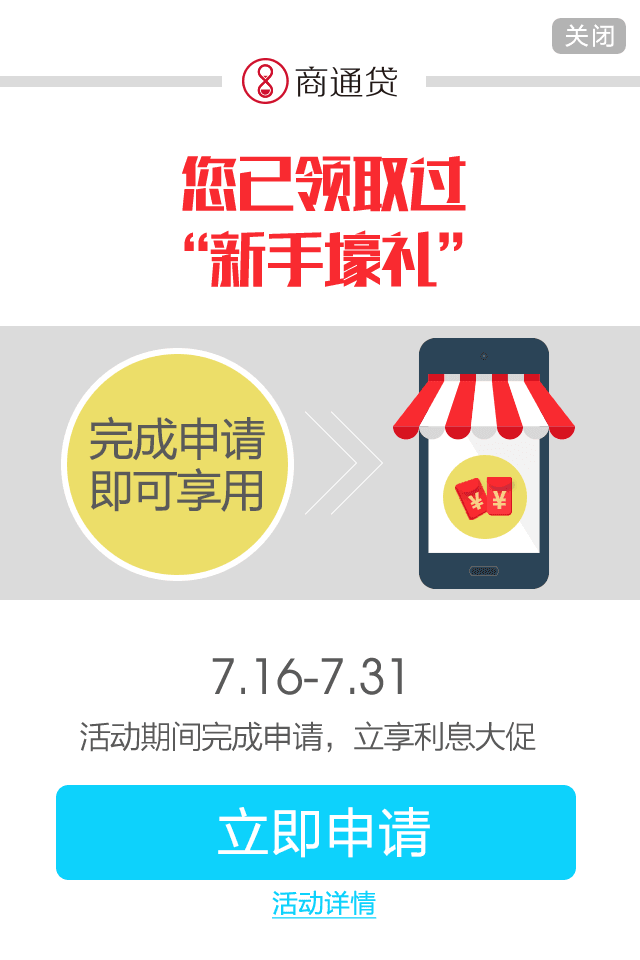 关闭
商通贷
您已领取过
“新手壕礼”
完成申请
即可享用
¥ ¥
7.16-7.31
活动期间完成申请，立享利息大促
立即申请
活动详情